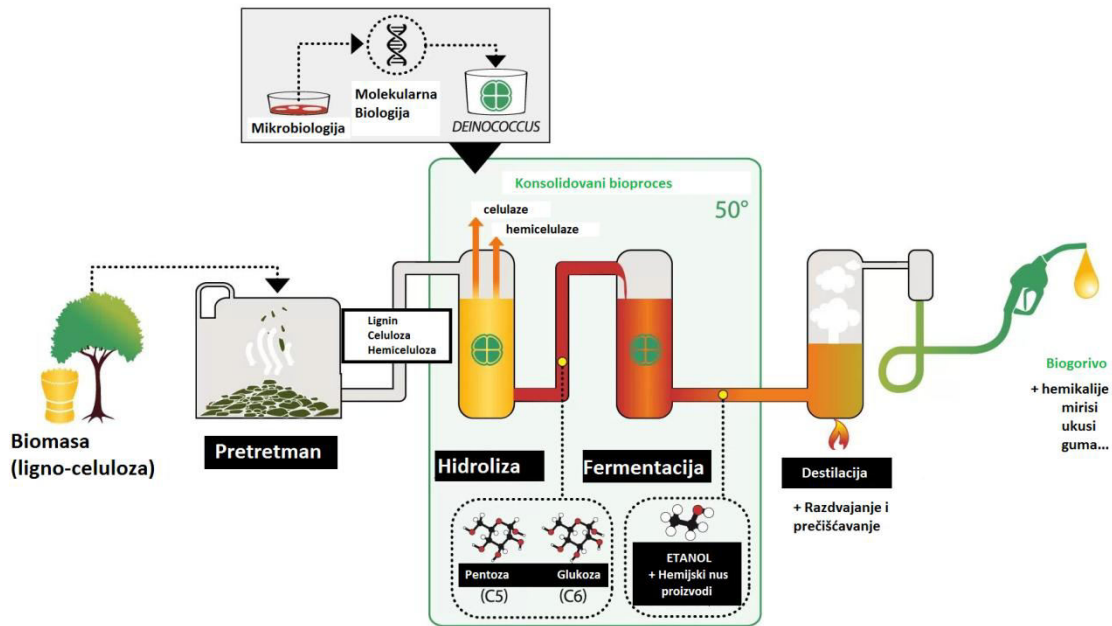 Mikrobiologija
Molekularna
Biologija
DEINOCOCCUS
Konsolidovani bioproces
50°
celulaze
hemicelulaze
Lignin
Celuloza
Hemiceluloza
Biomasa
(ligno-celuloza)
Pretretman
Hidroliza
Fermentacija
Destilacija
+ Razdvajanje i
prečišćavanje
Biogorivo
+ hemikalije
mirisi
ukusi
guma...
Pentoza
(C5)
Glukoza
(C6)
ETANOL
+ Hemijski nus
proizvodi